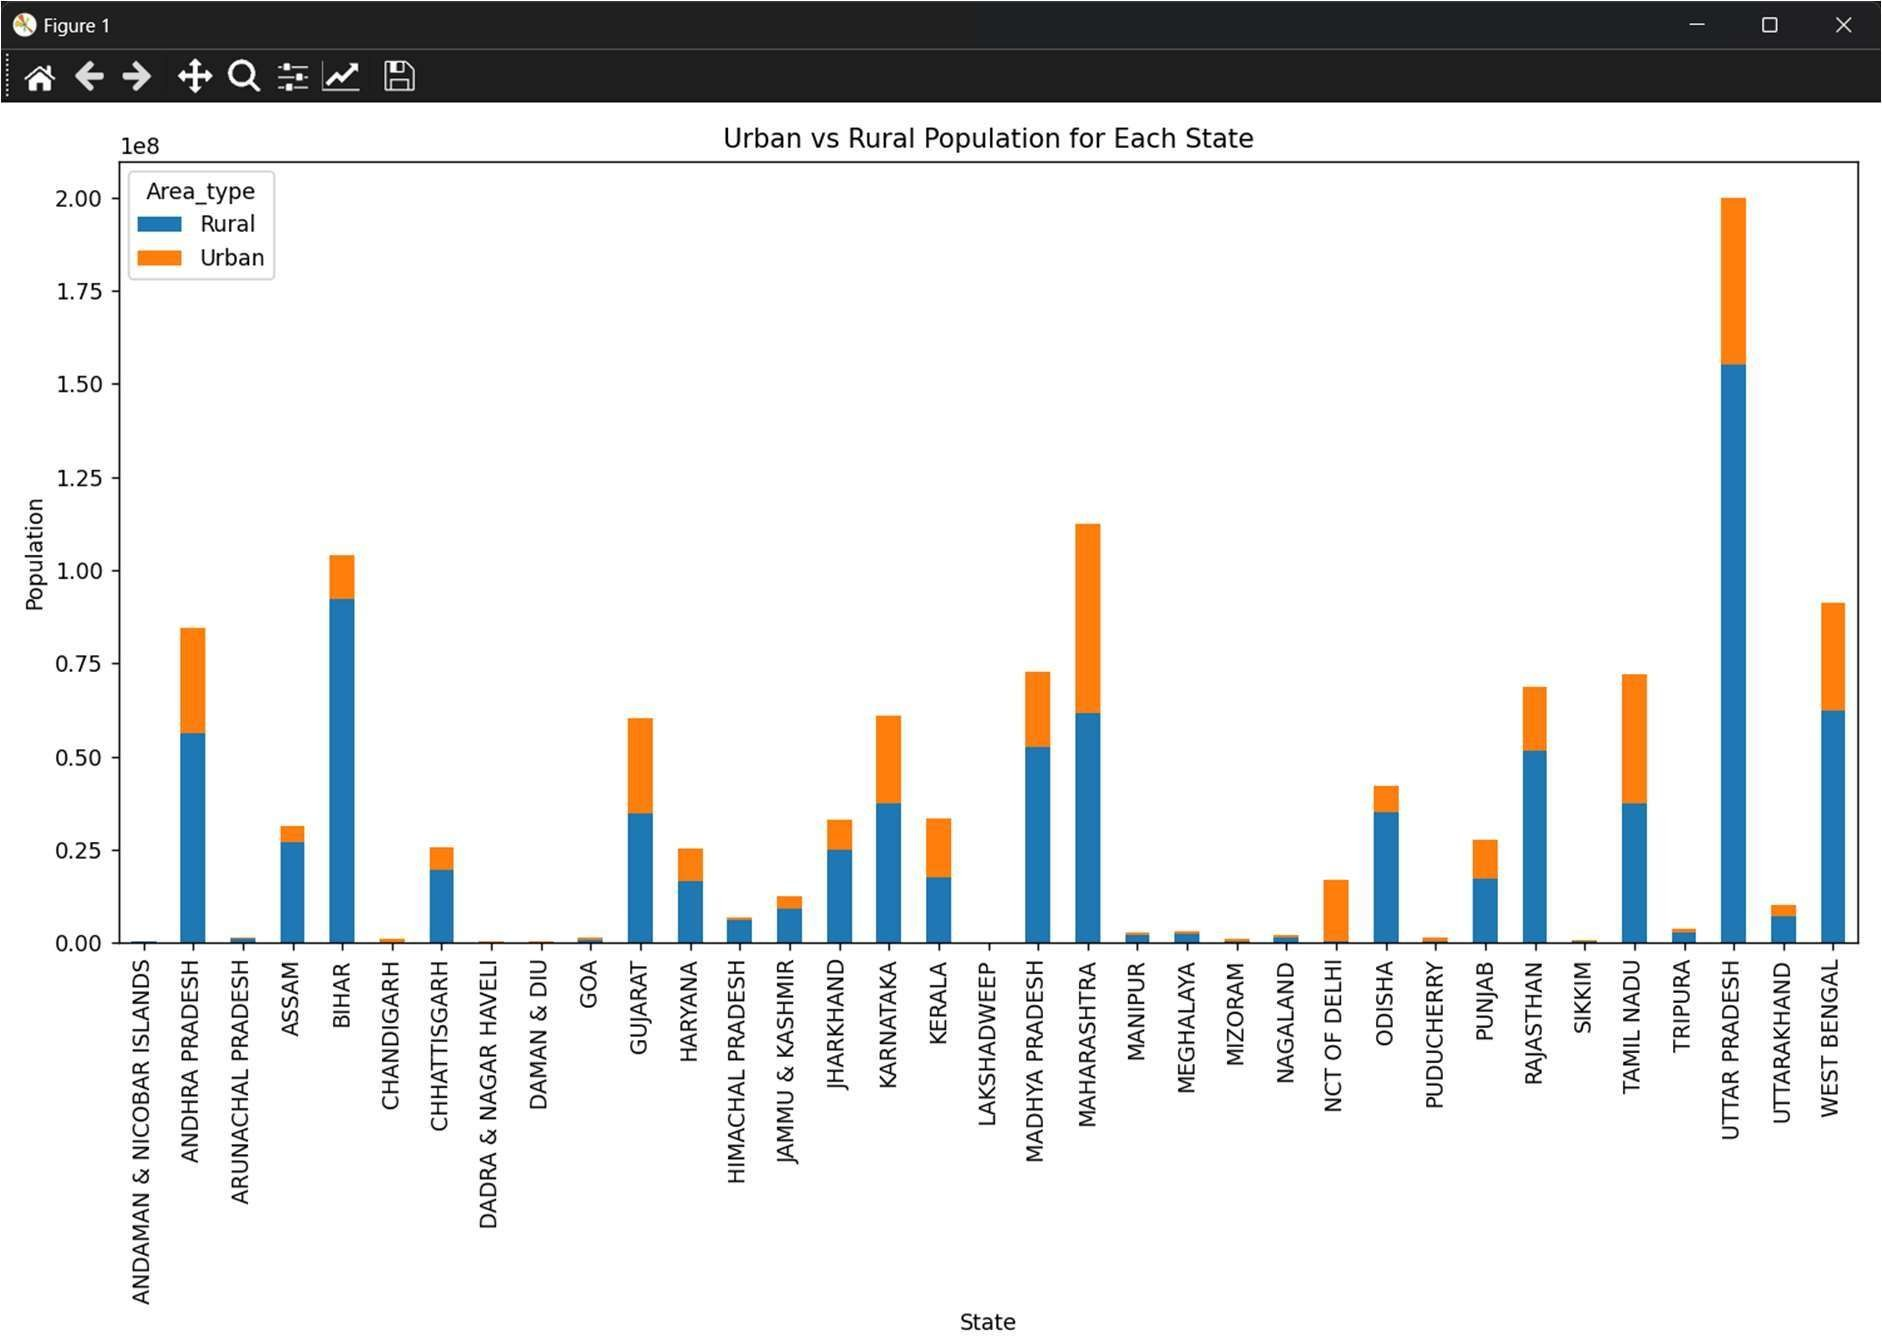 Figure 1
Urban vs Rural Population for Each State
1e8
Area_type
Rural
Urban
2.00
1.75
1.50
1.25
1.00
0.75
0.50
0.25
0.00
Population
ANDAMAN & NICOBAR ISLANDS
ANDHRA PRADESH
ARUNACHAL PRADESH
ASSAM
BIHAR
CHANDIGARH
CHHATTISGARH
DADRA & NAGAR HAVELI
DAMAN & DIU
GOA
GUJARAT
HARYANA
HIMACHAL PRADESH
JAMMU & KASHMIR
JHARKHAND
KARNATAKA
KERALA
LAKSHADWEEP
MADHYA PRADESH
MAHARASHTRA
MANIPUR
MEGHALAYA
MIZORAM
NAGALAND
NCT OF DELHI
ODISHA
PUDUCHERRY
PUNJAB
RAJASTHAN
SIKKIM
TAMIL NADU
TRIPURA
UTTAR PRADESH
UTTARAKHAND
WEST BENGAL
State